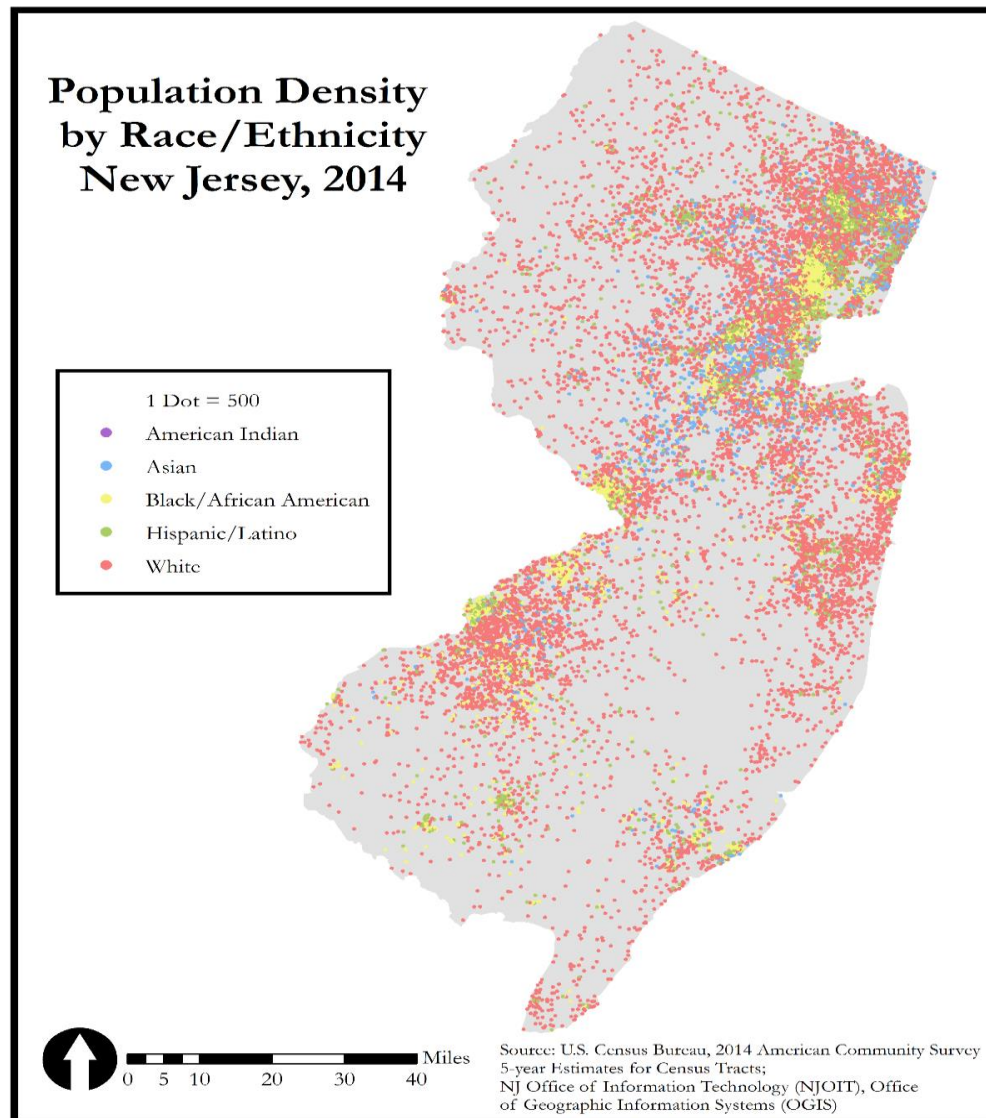 Population Density
by Race/Ethnicity
New Jersey, 2014
1 Dot = 500
American Indian
Asian
Black/African American
Hispanic/Latino
White
Miles
0 5 10 20 30 40
Source: U.S. Census Bureau, 2014 American Community Survey
5-year Estimates for Census Tracts;
NJ Office of Information Technology (NJOIT), Office
of Geographic Information Systems (OGIS)